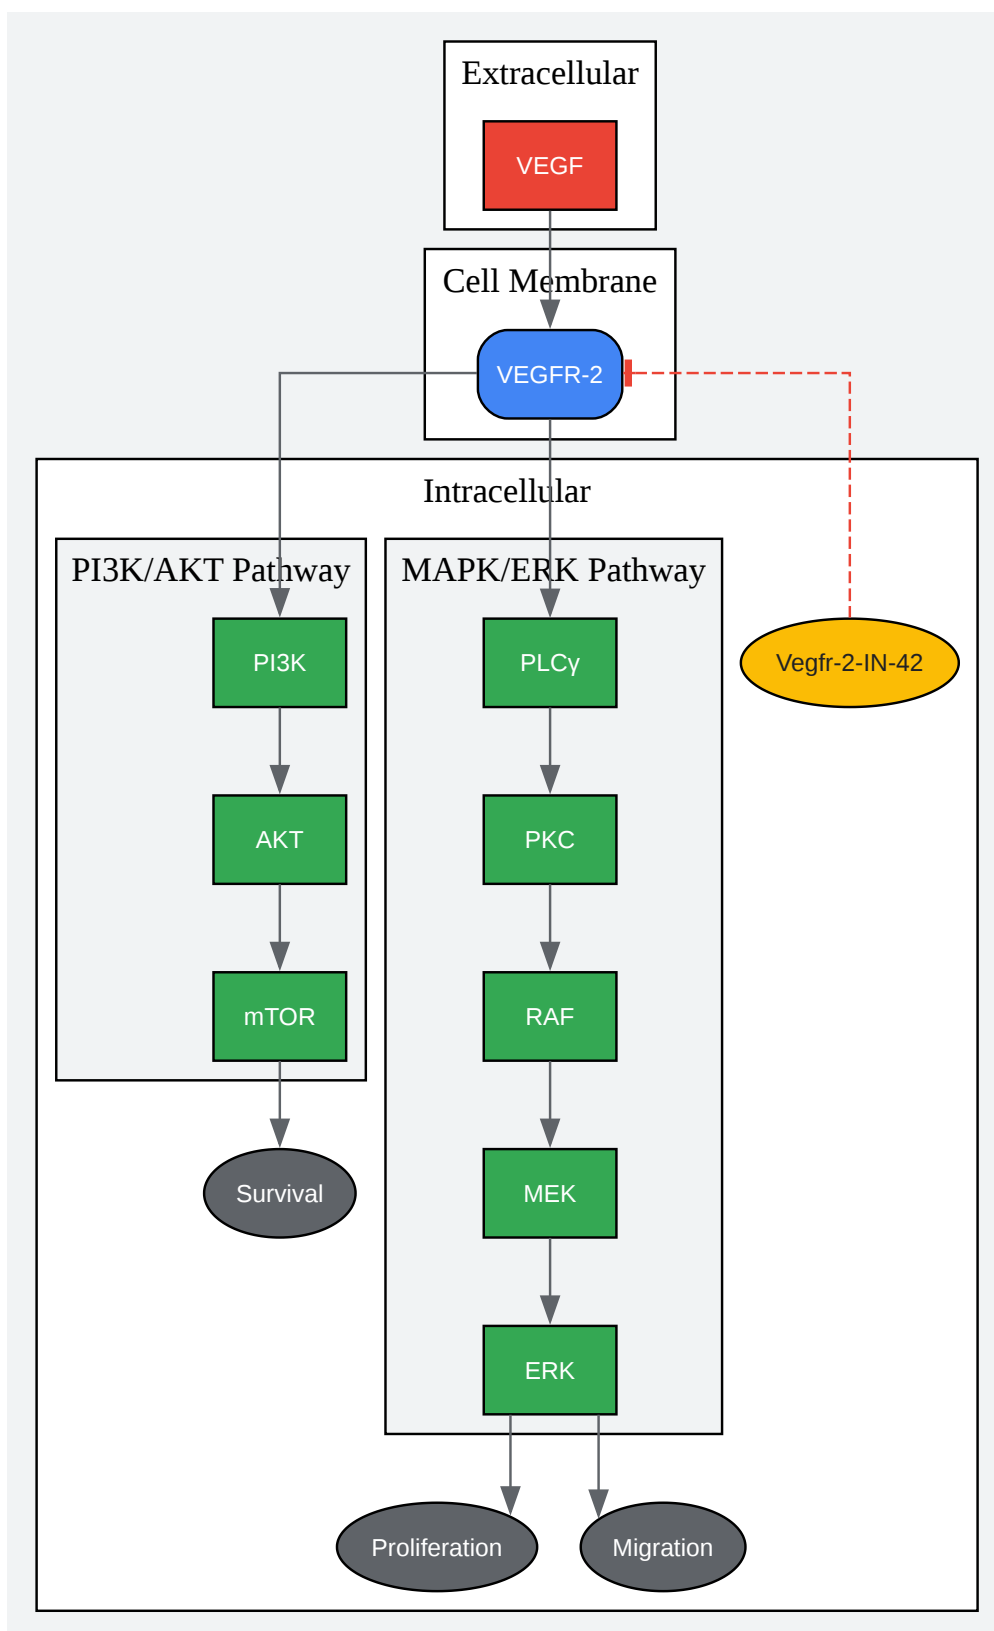 Extracellular
VEGF
Cell Membrane
VEGFR-2
Intracellular
PI3K/AKT Pathway
MAPK/ERK Pathway
PI3K
PLCγ
Vegfr-2-IN-42
AKT
PKC
mTOR
RAF
Survival
MEK
ERK
Proliferation
Migration